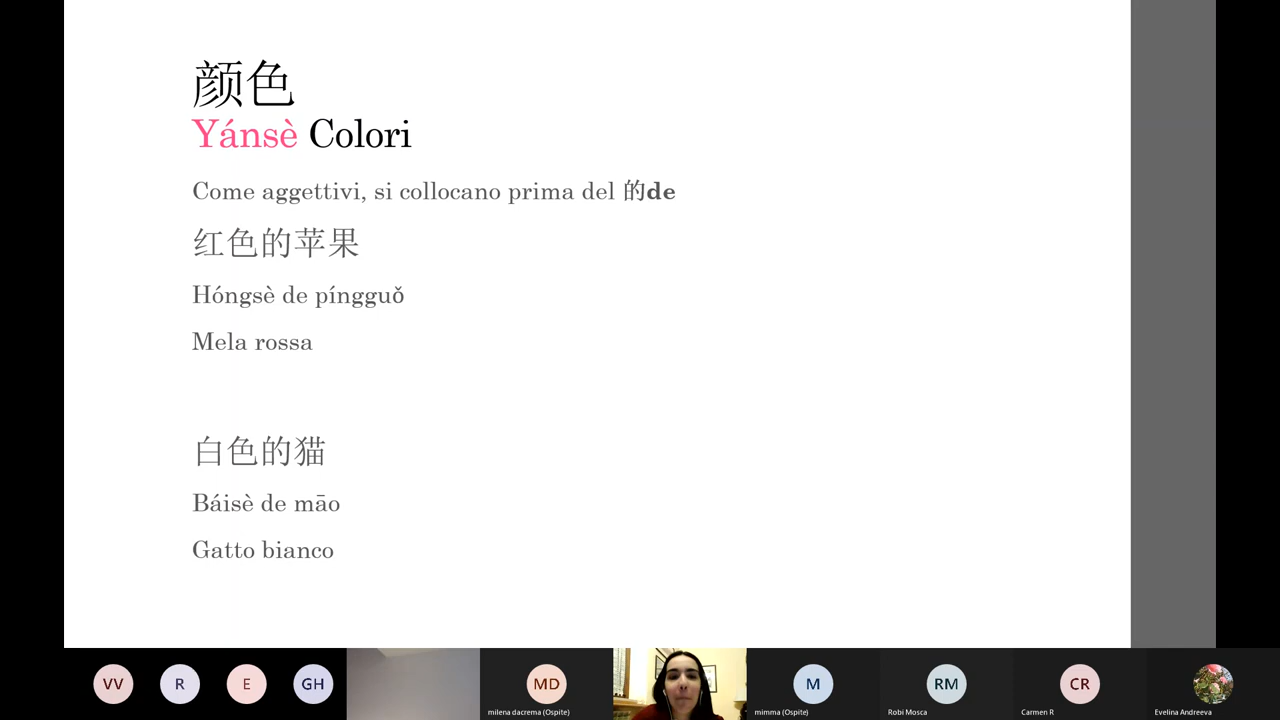 颜色
Yánsè Colori
Come aggettivi, si collocano prima del 的de
红色的苹果
Hóngsè de píngguǒ
Mela rossa
白色的猫
Báisè de māo
Gatto bianco
VV
R
E
GH
MD
M
RM
CR
milena dacrema (Ospite)
mimma (Ospite)
Robi Mosca
Carmen R
Evelina Andreeva